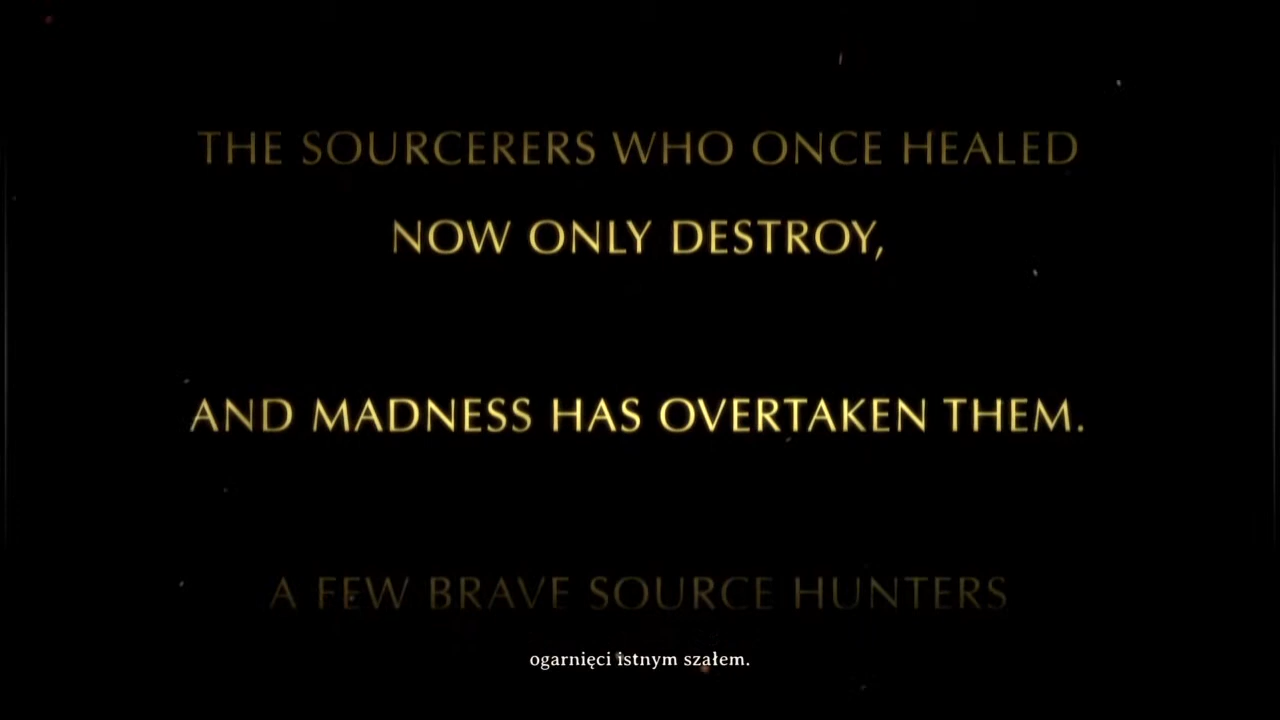 THE SOURCERERS WHO ONCE HEALED
NOW ONLY DESTROY,
AND MADNESS HAS OVERTAKEN THEM.
A FEW BRAVE SOURCE HUNTERS
ogarnięci istnym szałem.